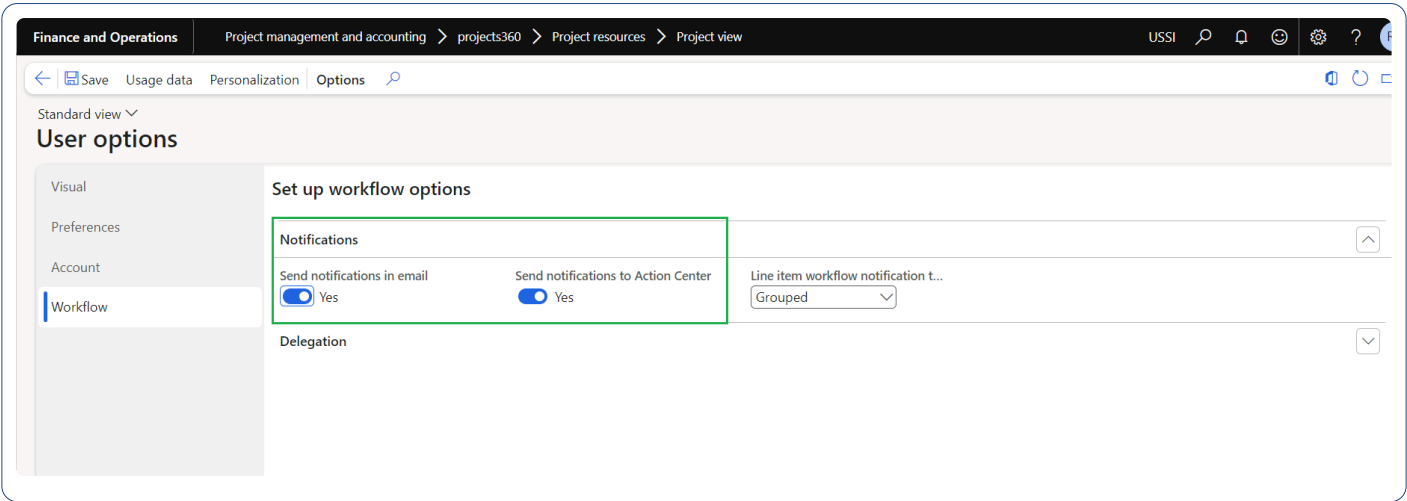 Finance and Operations Project management and accounting projects360 Project resources Project view USSI ?
Save Usage data Personalization Options
Standard view
User options
Visual
Preferences
Account
Workflow
Set up workflow options
Notifications
Send notifications in email Send notifications to Action Center Line item workflow notification t...
Yes Yes Grouped
Delegation